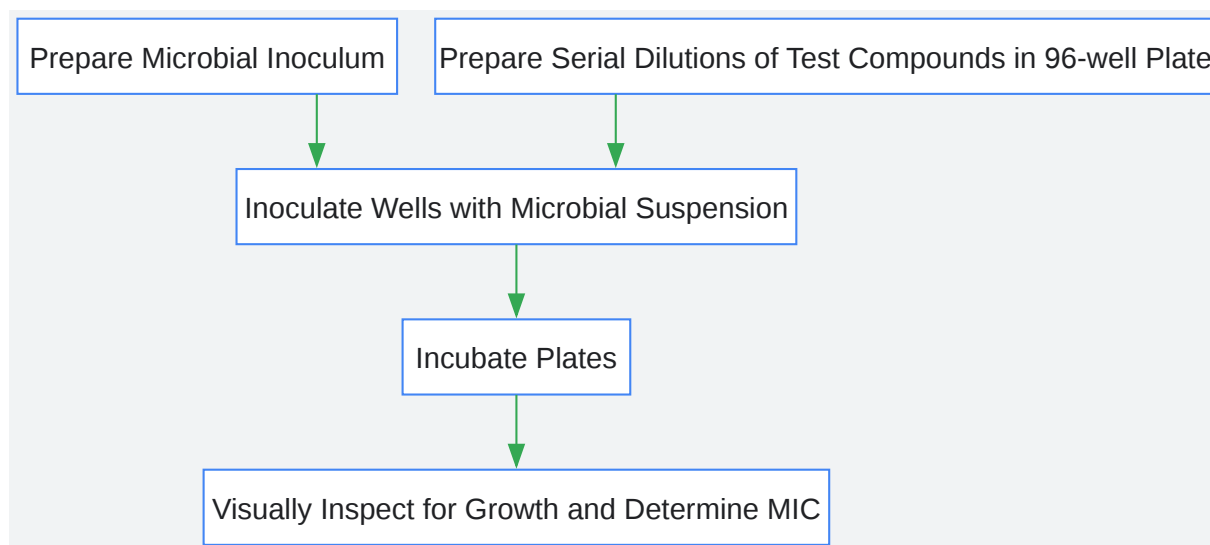 Prepare Microbial Inoculum
Prepare Serial Dilutions of Test Compounds in 96-well Plate
Inoculate Wells with Microbial Suspension
Incubate Plates
Visually Inspect for Growth and Determine MIC